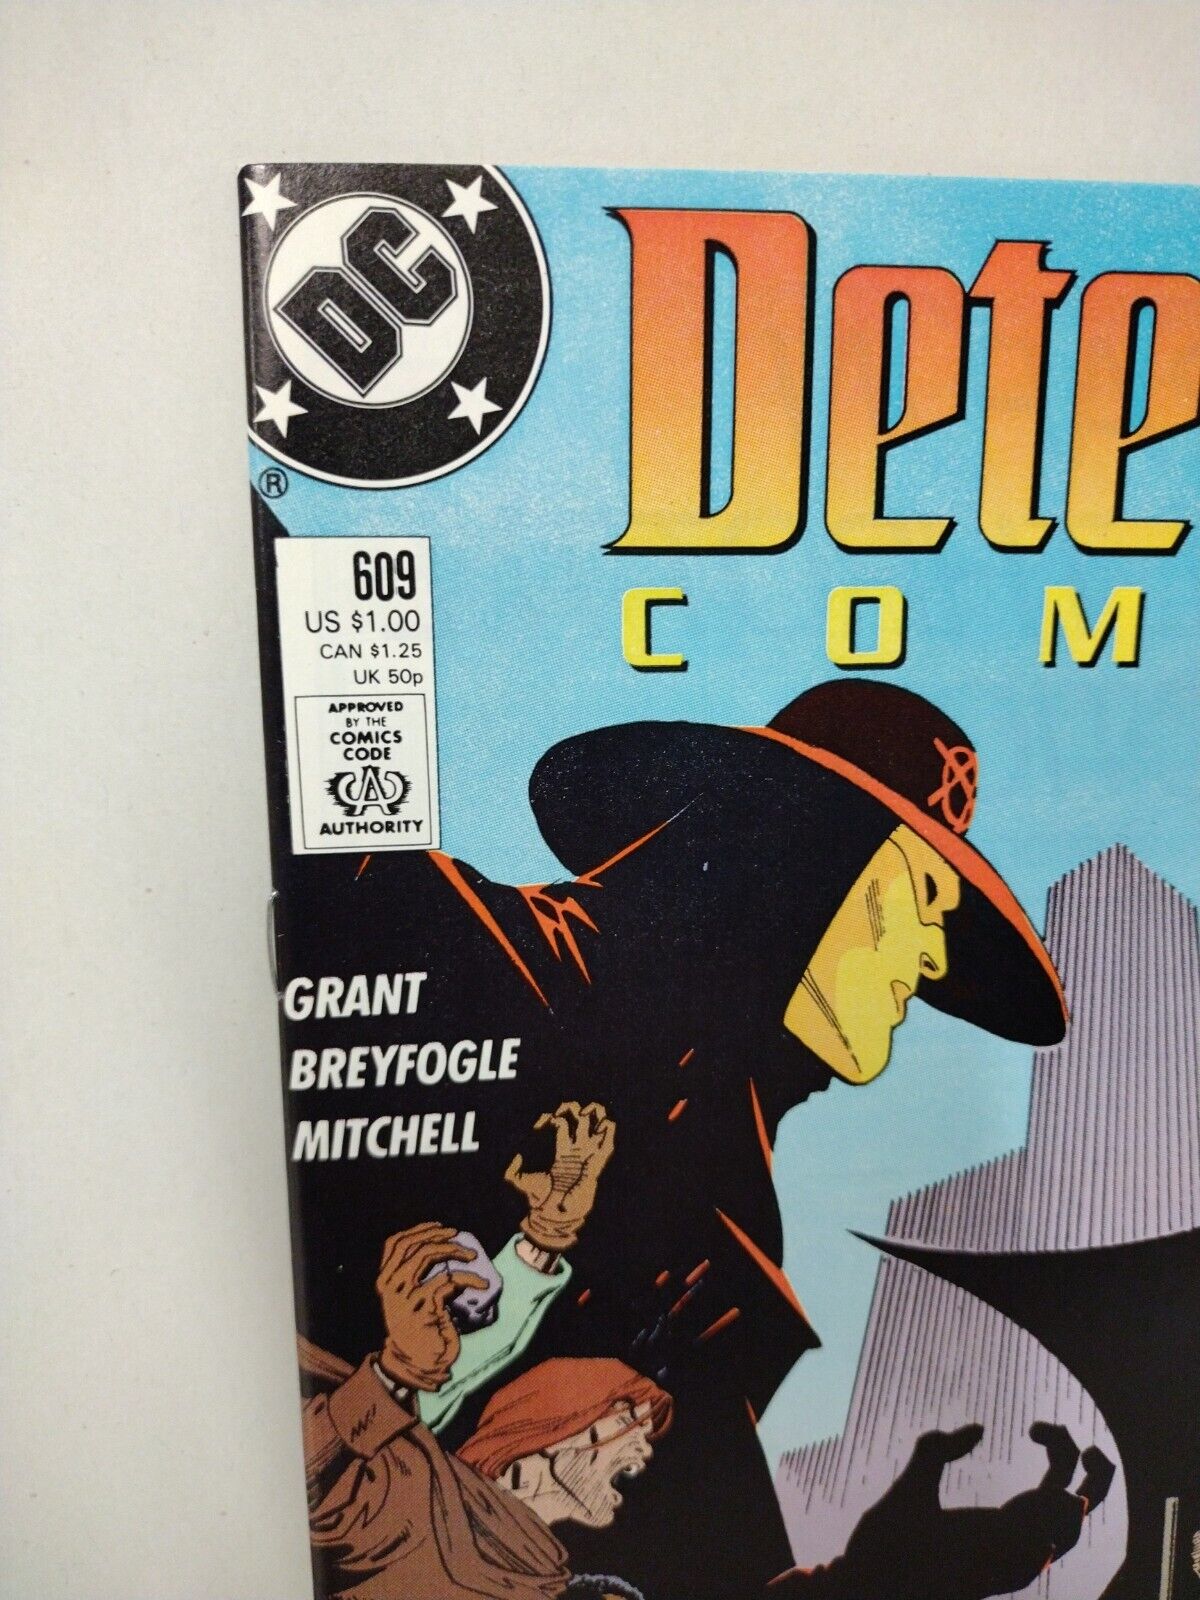 DC
®
Dete
COM
609
US $1.00
CAN $1.25
UK 50p
APPROVED
BY THE
COMICS
CODE
CA
AUTHORITY
GRANT
BREYFOGLE
MITCHELL